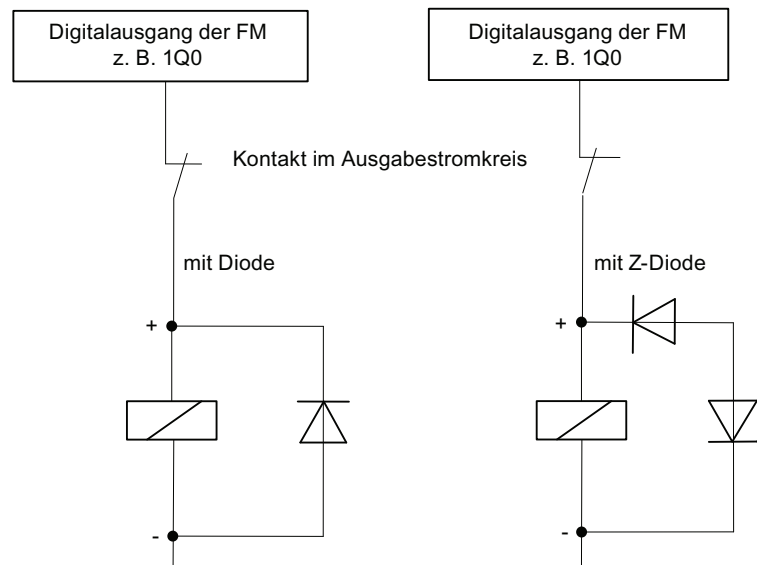 Digitalausgang der FM
z. B. 1Q0
Digitalausgang der FM
z. B. 1Q0
Kontakt im Ausgabestromkreis
mit Diode
mit Z-Diode
+
+
-
-